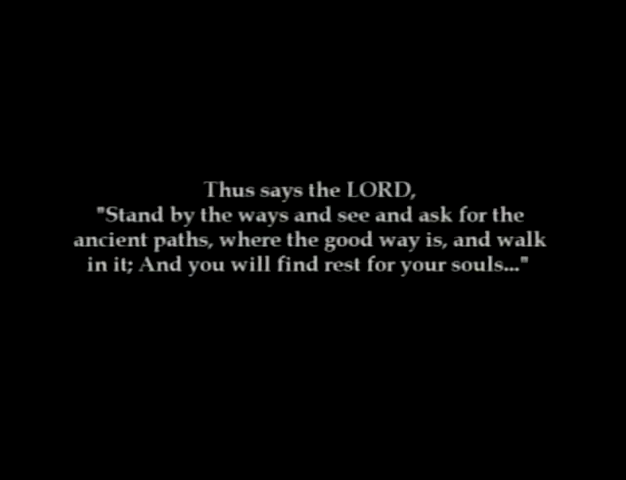 Thus says the LORD,
"Stand by the ways and see and ask for the
ancient paths, where the good way is, and walk
in it; And you will find rest for your souls..."